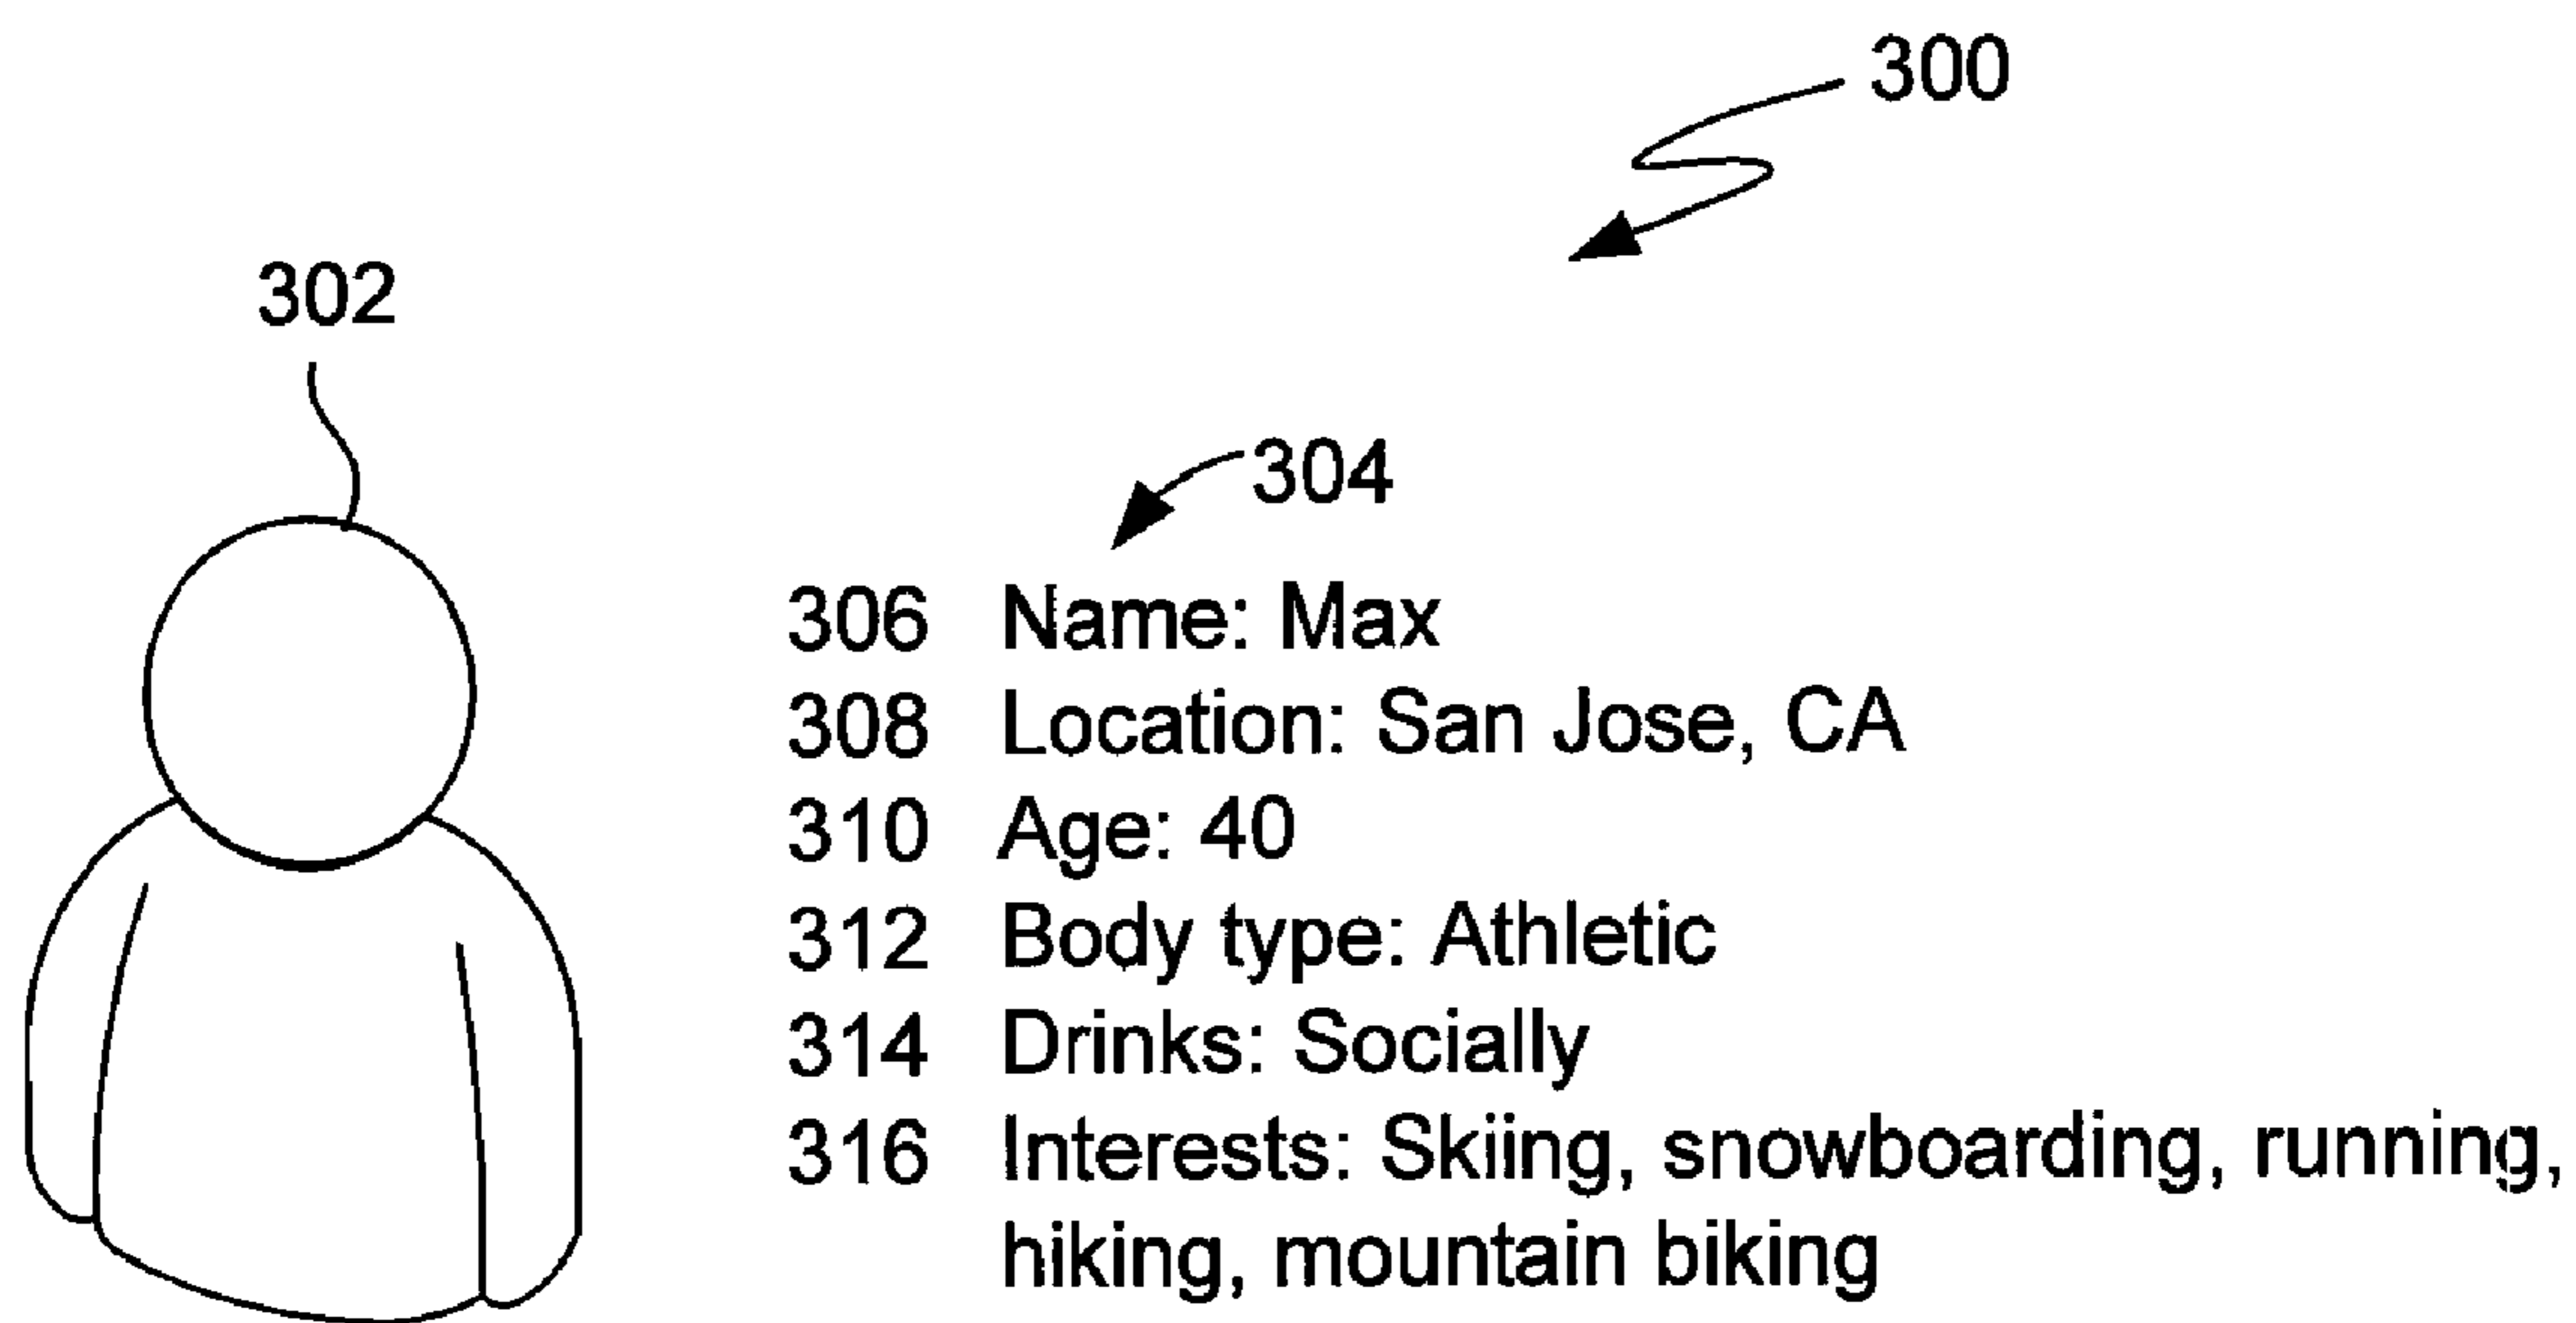 300
302
304
306 Name: Max
308 Location: San Jose, CA
310 Age: 40
312 Body type: Athletic
314 Drinks: Socially
316 Interests: Skiing, snowboarding, running,
hiking, mountain biking